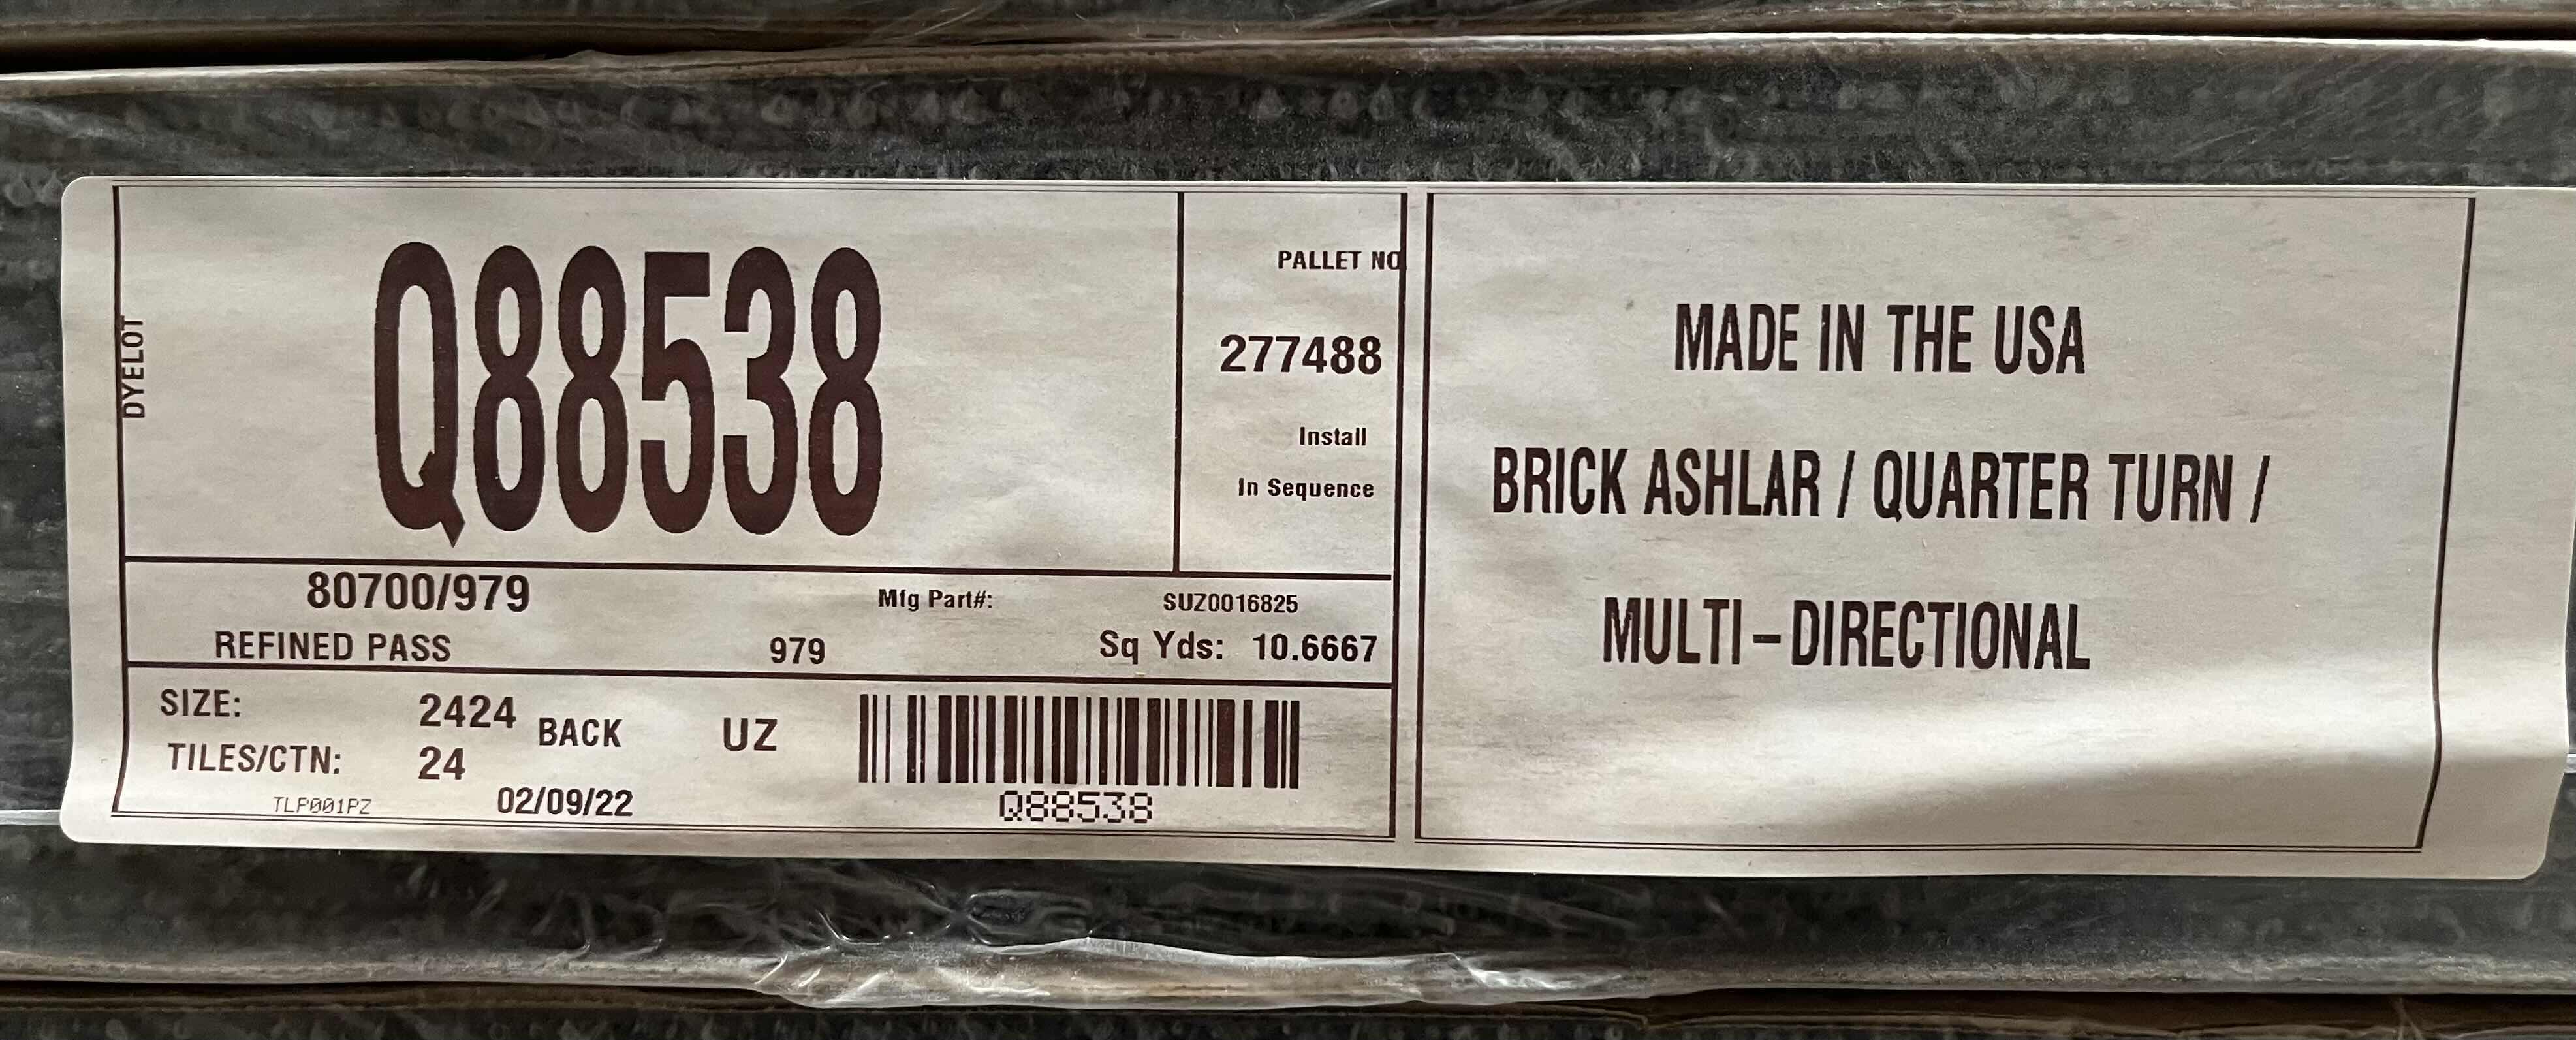 DYELOT
Q88538
PALLET NO
277488
Install
In Sequence
80700/979
Mfg Part#: SUZ0016825
REFINED PASS 979 Sq Yds: 10.6667
SIZE: 2424
BACK UZ
TILES/CTN: 24
TLP001PZ 02/09/22
Q88538
MADE IN THE USA
BRICK ASHLAR / QUARTER TURN /
MULTI-DIRECTIONAL